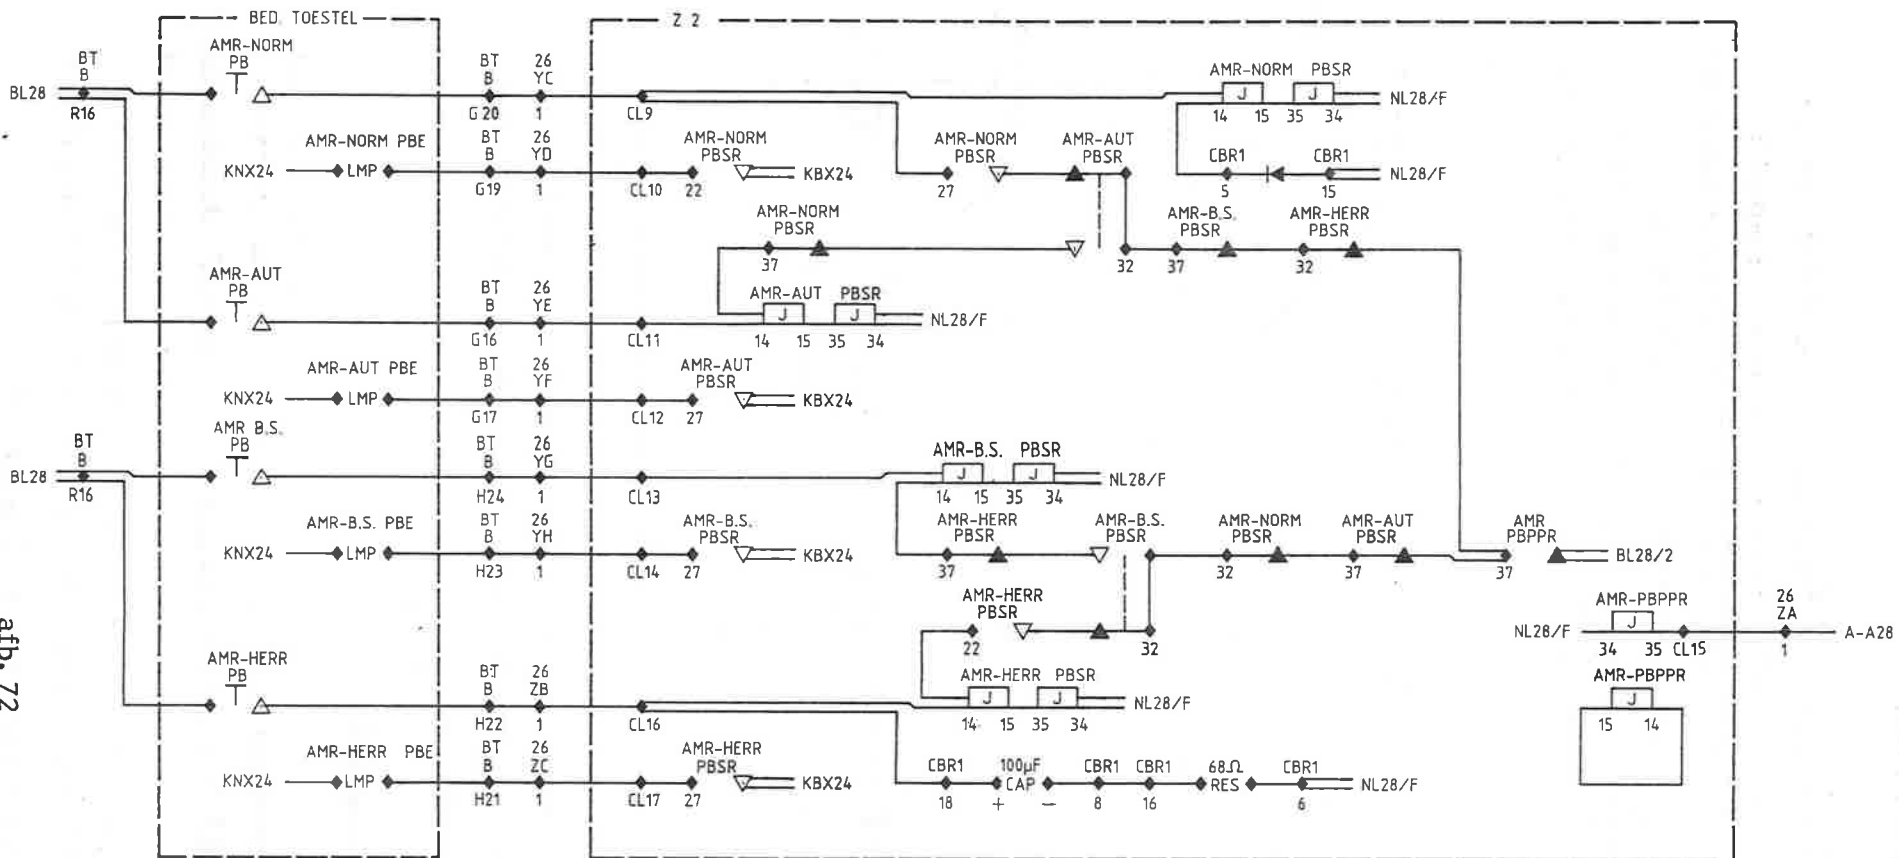 BED. TOESTEL
Z 2
BL28
BT
B
R16
AMR-NORM
PB
BT 26
B YC
G20 1
CL9
AMR-NORM PBSR
J J
14 15 35 34
NL28/F
KNX24
AMR-NORM PBE
LMP
BT 26
B YD
G19 1
CL10
AMR-NORM
PBSR
22
KBX24
AMR-NORM
PBSR
27
AMR-AUT
PBSR
CBR1 CBR1
5 15
NL28/F
AMR-NORM
PBSR
37
32
AMR-B.S.
PBSR
37
AMR-HERR
PBSR
32
AMR-AUT
PB
BT 26
B YE
G16 1
CL11
AMR-AUT PBSR
J J
14 15 35 34
NL28/F
KNX24
AMR-AUT PBE
LMP
BT 26
B YF
G17 1
CL12
AMR-AUT
PBSR
27
KBX24
BL28
BT
B
R16
AMR B.S.
PB
BT 26
B YG
H24 1
CL13
AMR-B.S. PBSR
J J
14 15 35 34
NL28/F
KNX24
AMR-B.S. PBE
LMP
BT 26
B YH
H23 1
CL14
AMR-B.S.
PBSR
27
KBX24
AMR-HERR
PBSR
37
AMR-B.S.
PBSR
AMR-NORM
PBSR
32
AMR-AUT
PBSR
37
AMR
PBPPR
37
BL28/2
AMR-HERR
PBSR
22
32
NL28/F
AMR-PBPPR
J
34 35 CL15
26
ZA
1
A-A28
AMR-HERR
PB
BT 26
B ZB
H22 1
CL16
AMR-HERR PBSR
J J
14 15 35 34
NL28/F
AMR-PBPPR
J
15 14
KNX24
AMR-HERR PBE
LMP
BT 26
B ZC
H21 1
CL17
AMR-HERR
PBSR
27
KBX24
CBR1
18
100µF
CAP
+ −
CBR1 CBR1
8 16
68Ω
RES
CBR1
6
NL28/F
afb. 72